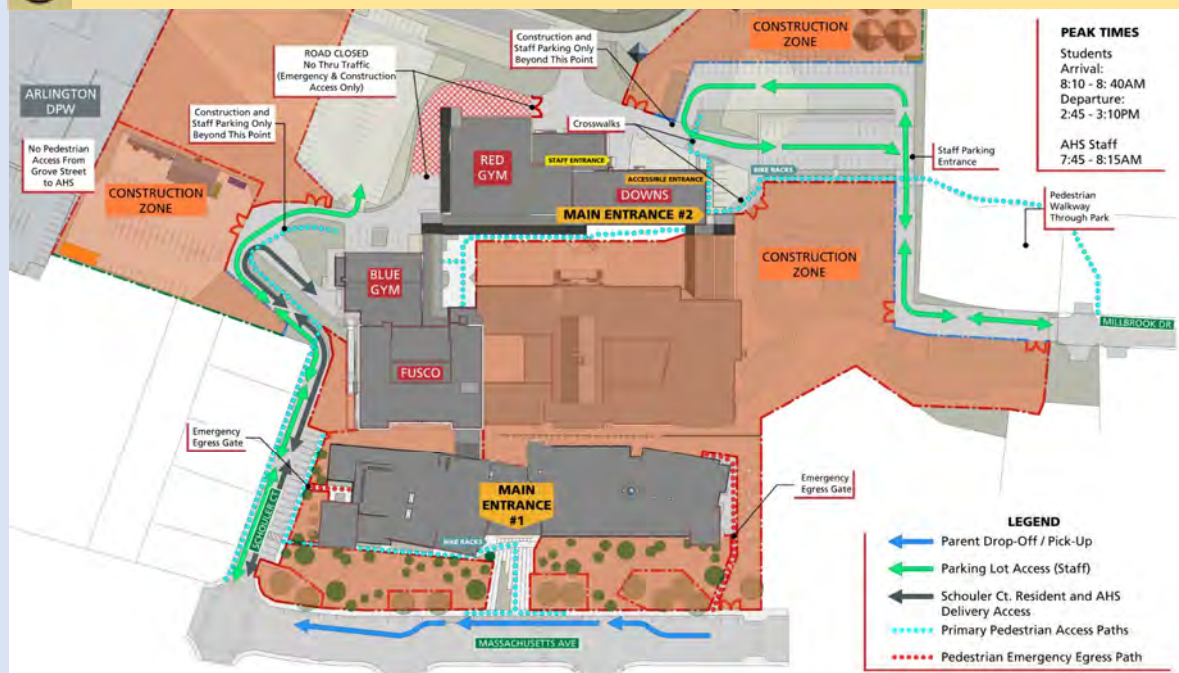 CONSTRUCTION
ZONE
Construction and
Staff Parking Only
Beyond This Point
PEAK TIMES
Students
Arrival:
8:10 - 8: 40AM
Departure:
2:45 - 3:10PM
AHS Staff
7:45 - 8:15AM
ROAD CLOSED
No Thru Traffic
(Emergency & Construction
Access Only)
ARLINGTON
DPW
Construction and
Staff Parking Only
Beyond This Point
Crosswalks
No Pedestrian
Access From
Grove Street
to AHS
CONSTRUCTION
ZONE
RED
GYM
STAFF ENTRANCE
ACCESSIBLE ENTRANCE
DOWNS
MAIN ENTRANCE #2
BIKE RACKS
Staff Parking
Entrance
Pedestrian
Walkway
Through Park
CONSTRUCTION
ZONE
BLUE
GYM
FUSCO
MILLBROOK DR
Emergency
Egress Gate
MAIN
ENTRANCE
#1
Emergency
Egress Gate
SCHOULER CT
BIKE RACKS
MASSACHUSETTS AVE
LEGEND
Parent Drop-Off / Pick-Up
Parking Lot Access (Staff)
Schouler Ct. Resident and AHS
Delivery Access
Primary Pedestrian Access Paths
Pedestrian Emergency Egress Path